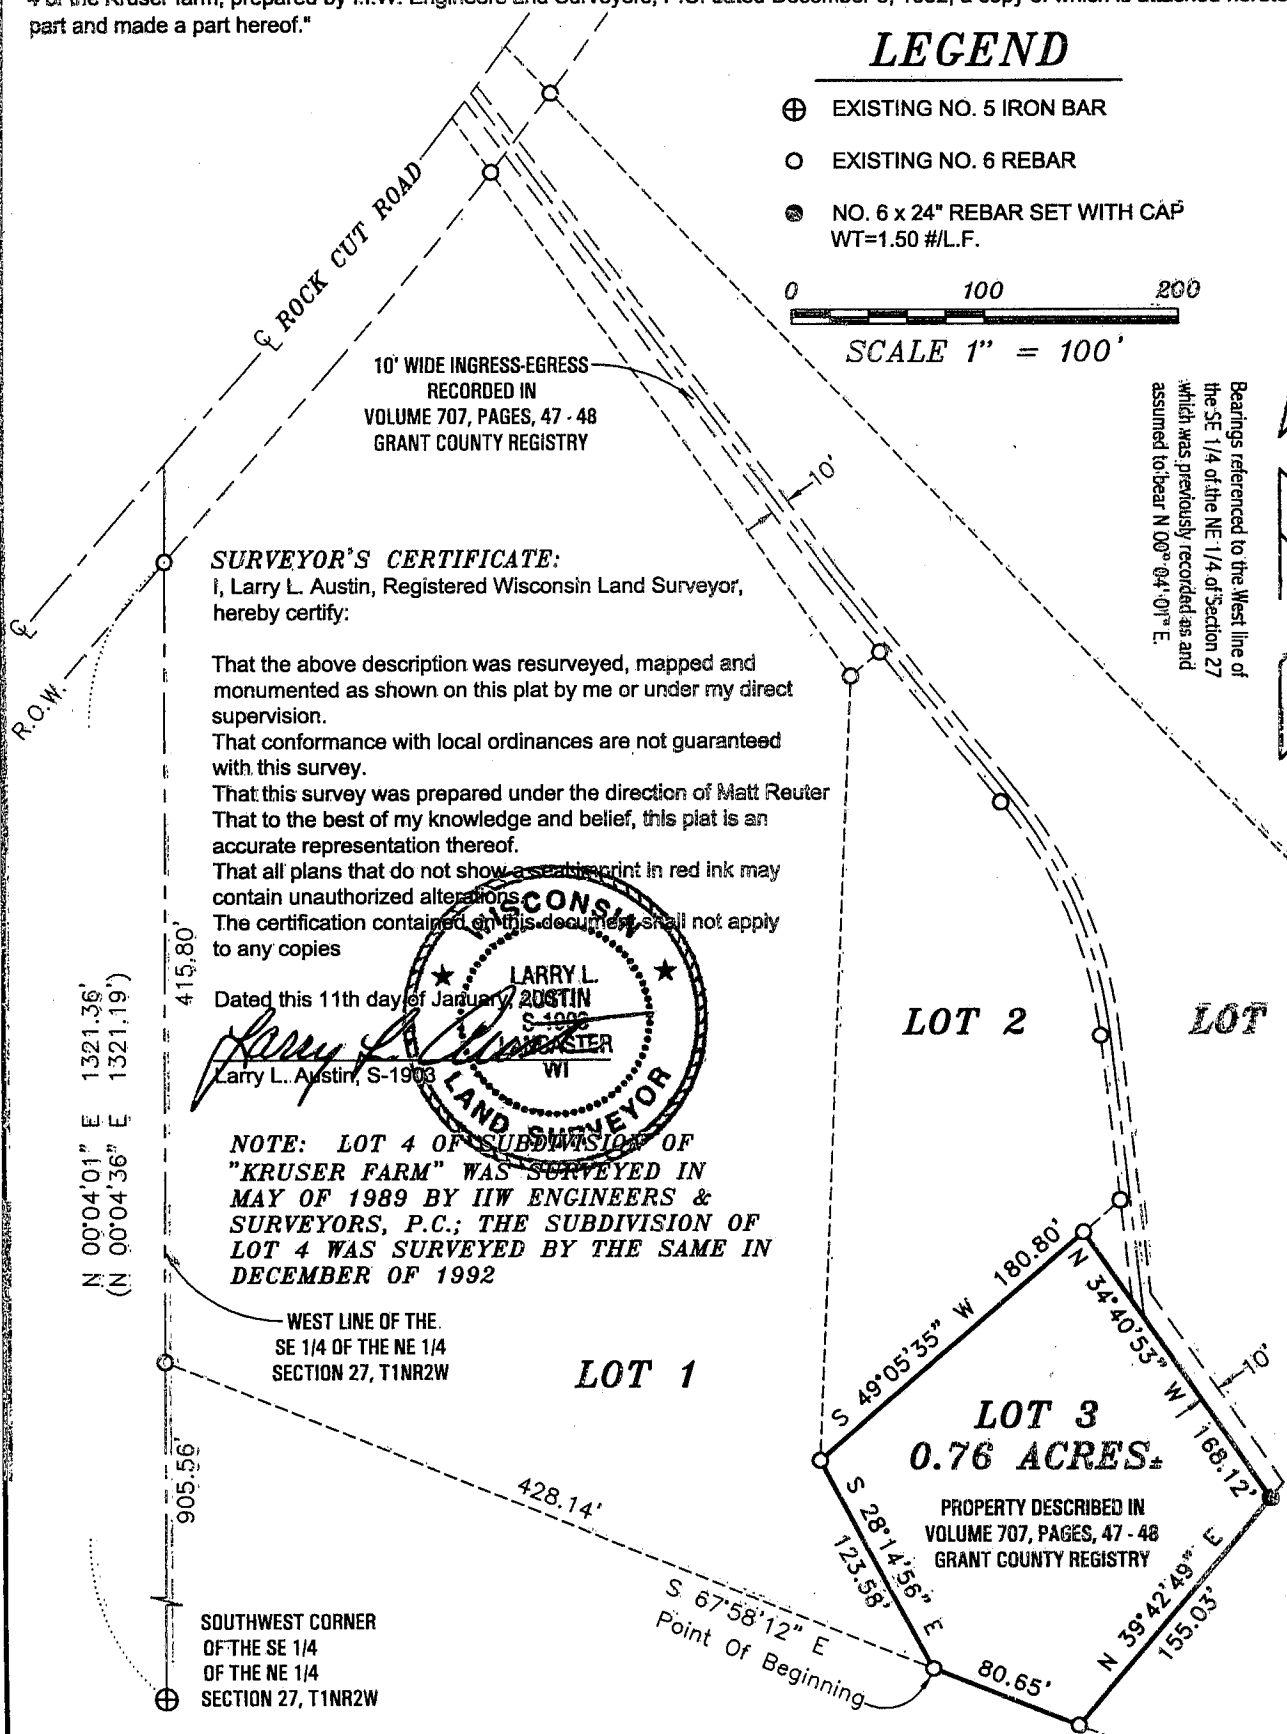 part and made a part hereof."
LEGEND
EXISTING NO. 5 IRON BAR
EXISTING NO. 6 REBAR
NO. 6 x 24" REBAR SET WITH CAP
WT=1.50 #/L.F.
0 100 200
SCALE 1" = 100'
℄ ROCK CUT ROAD
10' WIDE INGRESS-EGRESS
RECORDED IN
VOLUME 707, PAGES, 47 - 48
GRANT COUNTY REGISTRY
Bearings referenced to the West line of
the SE 1/4 of the NE 1/4 of Section 27
which was previously recorded as and
assumed to bear N 00° 04' 01" E.
10'
℄
R.O.W.
SURVEYOR'S CERTIFICATE:
I, Larry L. Austin, Registered Wisconsin Land Surveyor,
hereby certify:
That the above description was resurveyed, mapped and
monumented as shown on this plat by me or under my direct
supervision.
That conformance with local ordinances are not guaranteed
with this survey.
That this survey was prepared under the direction of Matt Reuter
That to the best of my knowledge and belief, this plat is an
accurate representation thereof.
That all plans that do not show a seal imprint in red ink may
contain unauthorized alterations.
The certification contained on this document shall not apply
to any copies
Dated this 11th day of January,
Larry L. Austin
Larry L. Austin, S-1903
WISCONSIN
LARRY L.
AUSTIN
S-1903
LANCASTER
WI
LAND SURVEYOR
NOTE: LOT 4 OF SUBDIVISION OF
"KRUSER FARM" WAS SURVEYED IN
MAY OF 1989 BY IIW ENGINEERS &
SURVEYORS, P.C.; THE SUBDIVISION OF
LOT 4 WAS SURVEYED BY THE SAME IN
DECEMBER OF 1992
N 00°04'01" E 1321.36'
(N 00°04'36" E 1321.19')
415.80'
905.56'
WEST LINE OF THE
SE 1/4 OF THE NE 1/4
SECTION 27, T1NR2W
LOT 1
LOT 2
LOT
S 49°05'35" W 180.80'
N 34°40'53" W 168.12'
10'
LOT 3
0.76 ACRES±
PROPERTY DESCRIBED IN
VOLUME 707, PAGES, 47 - 48
GRANT COUNTY REGISTRY
S 28°14'56" E
123.58'
N 39°42'49" E
155.03'
80.65'
428.14'
S 67°58'12" E
Point Of Beginning
SOUTHWEST CORNER
OF THE SE 1/4
OF THE NE 1/4
SECTION 27, T1NR2W